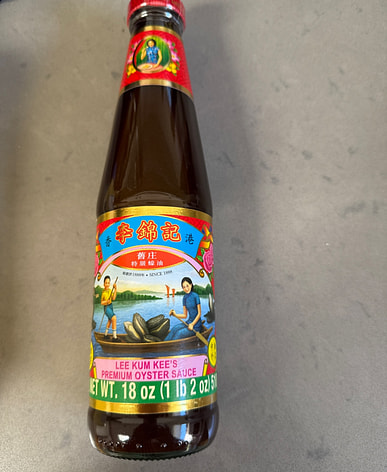 香 李錦記 港
舊庄
特級蠔油
SINCE 1888
LEE KUM KEE'S
PREMIUM OYSTER SAUCE
NET WT. 18 oz (1 lb 2 oz) 51